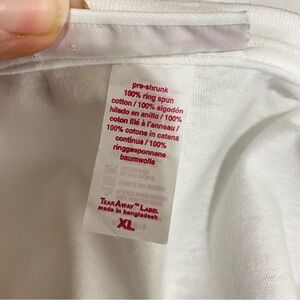 pre-shrunk
100% ring spun
cotton / 100% algodón
hilado en anillo / 100%
coton filé à l'anneau /
100% cotone in catena
continua / 100%
ringgesponnene
baumwolle
TEARAWAY™ LABEL
made in bangladesh
XL